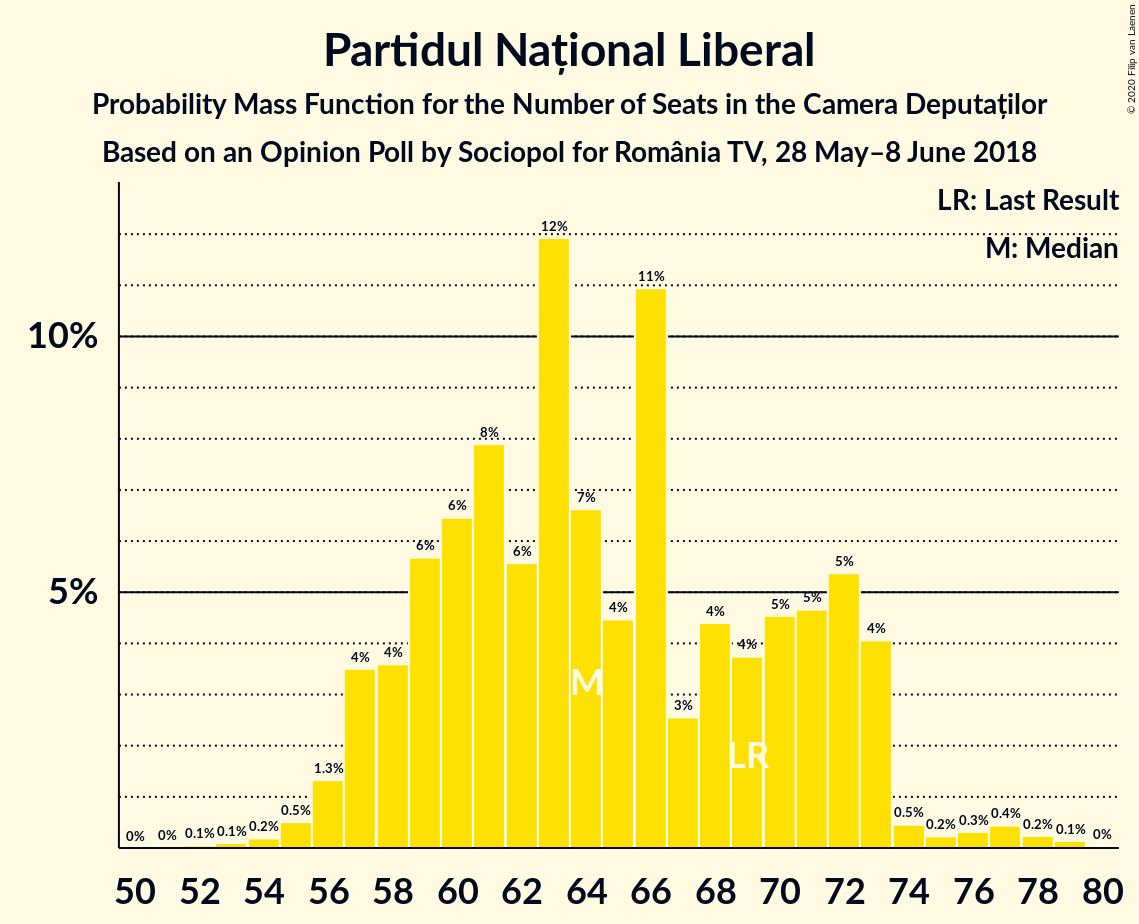 Partidul Național Liberal
Probability Mass Function for the Number of Seats in the Camera Deputaților
Based on an Opinion Poll by Sociopol for România TV, 28 May–8 June 2018
© 2020 Filip van Laenen
LR: Last Result
M: Median
10%
5%
0% 0% 0.1% 0.1% 0.2% 0.5% 1.3% 4% 4% 6% 6% 8% 6% 12% 7% 4% 11% 3% 4% 4% 5% 5% 5% 4% 0.5% 0.2% 0.3% 0.4% 0.2% 0.1% 0%
M
LR
50 52 54 56 58 60 62 64 66 68 70 72 74 76 78 80